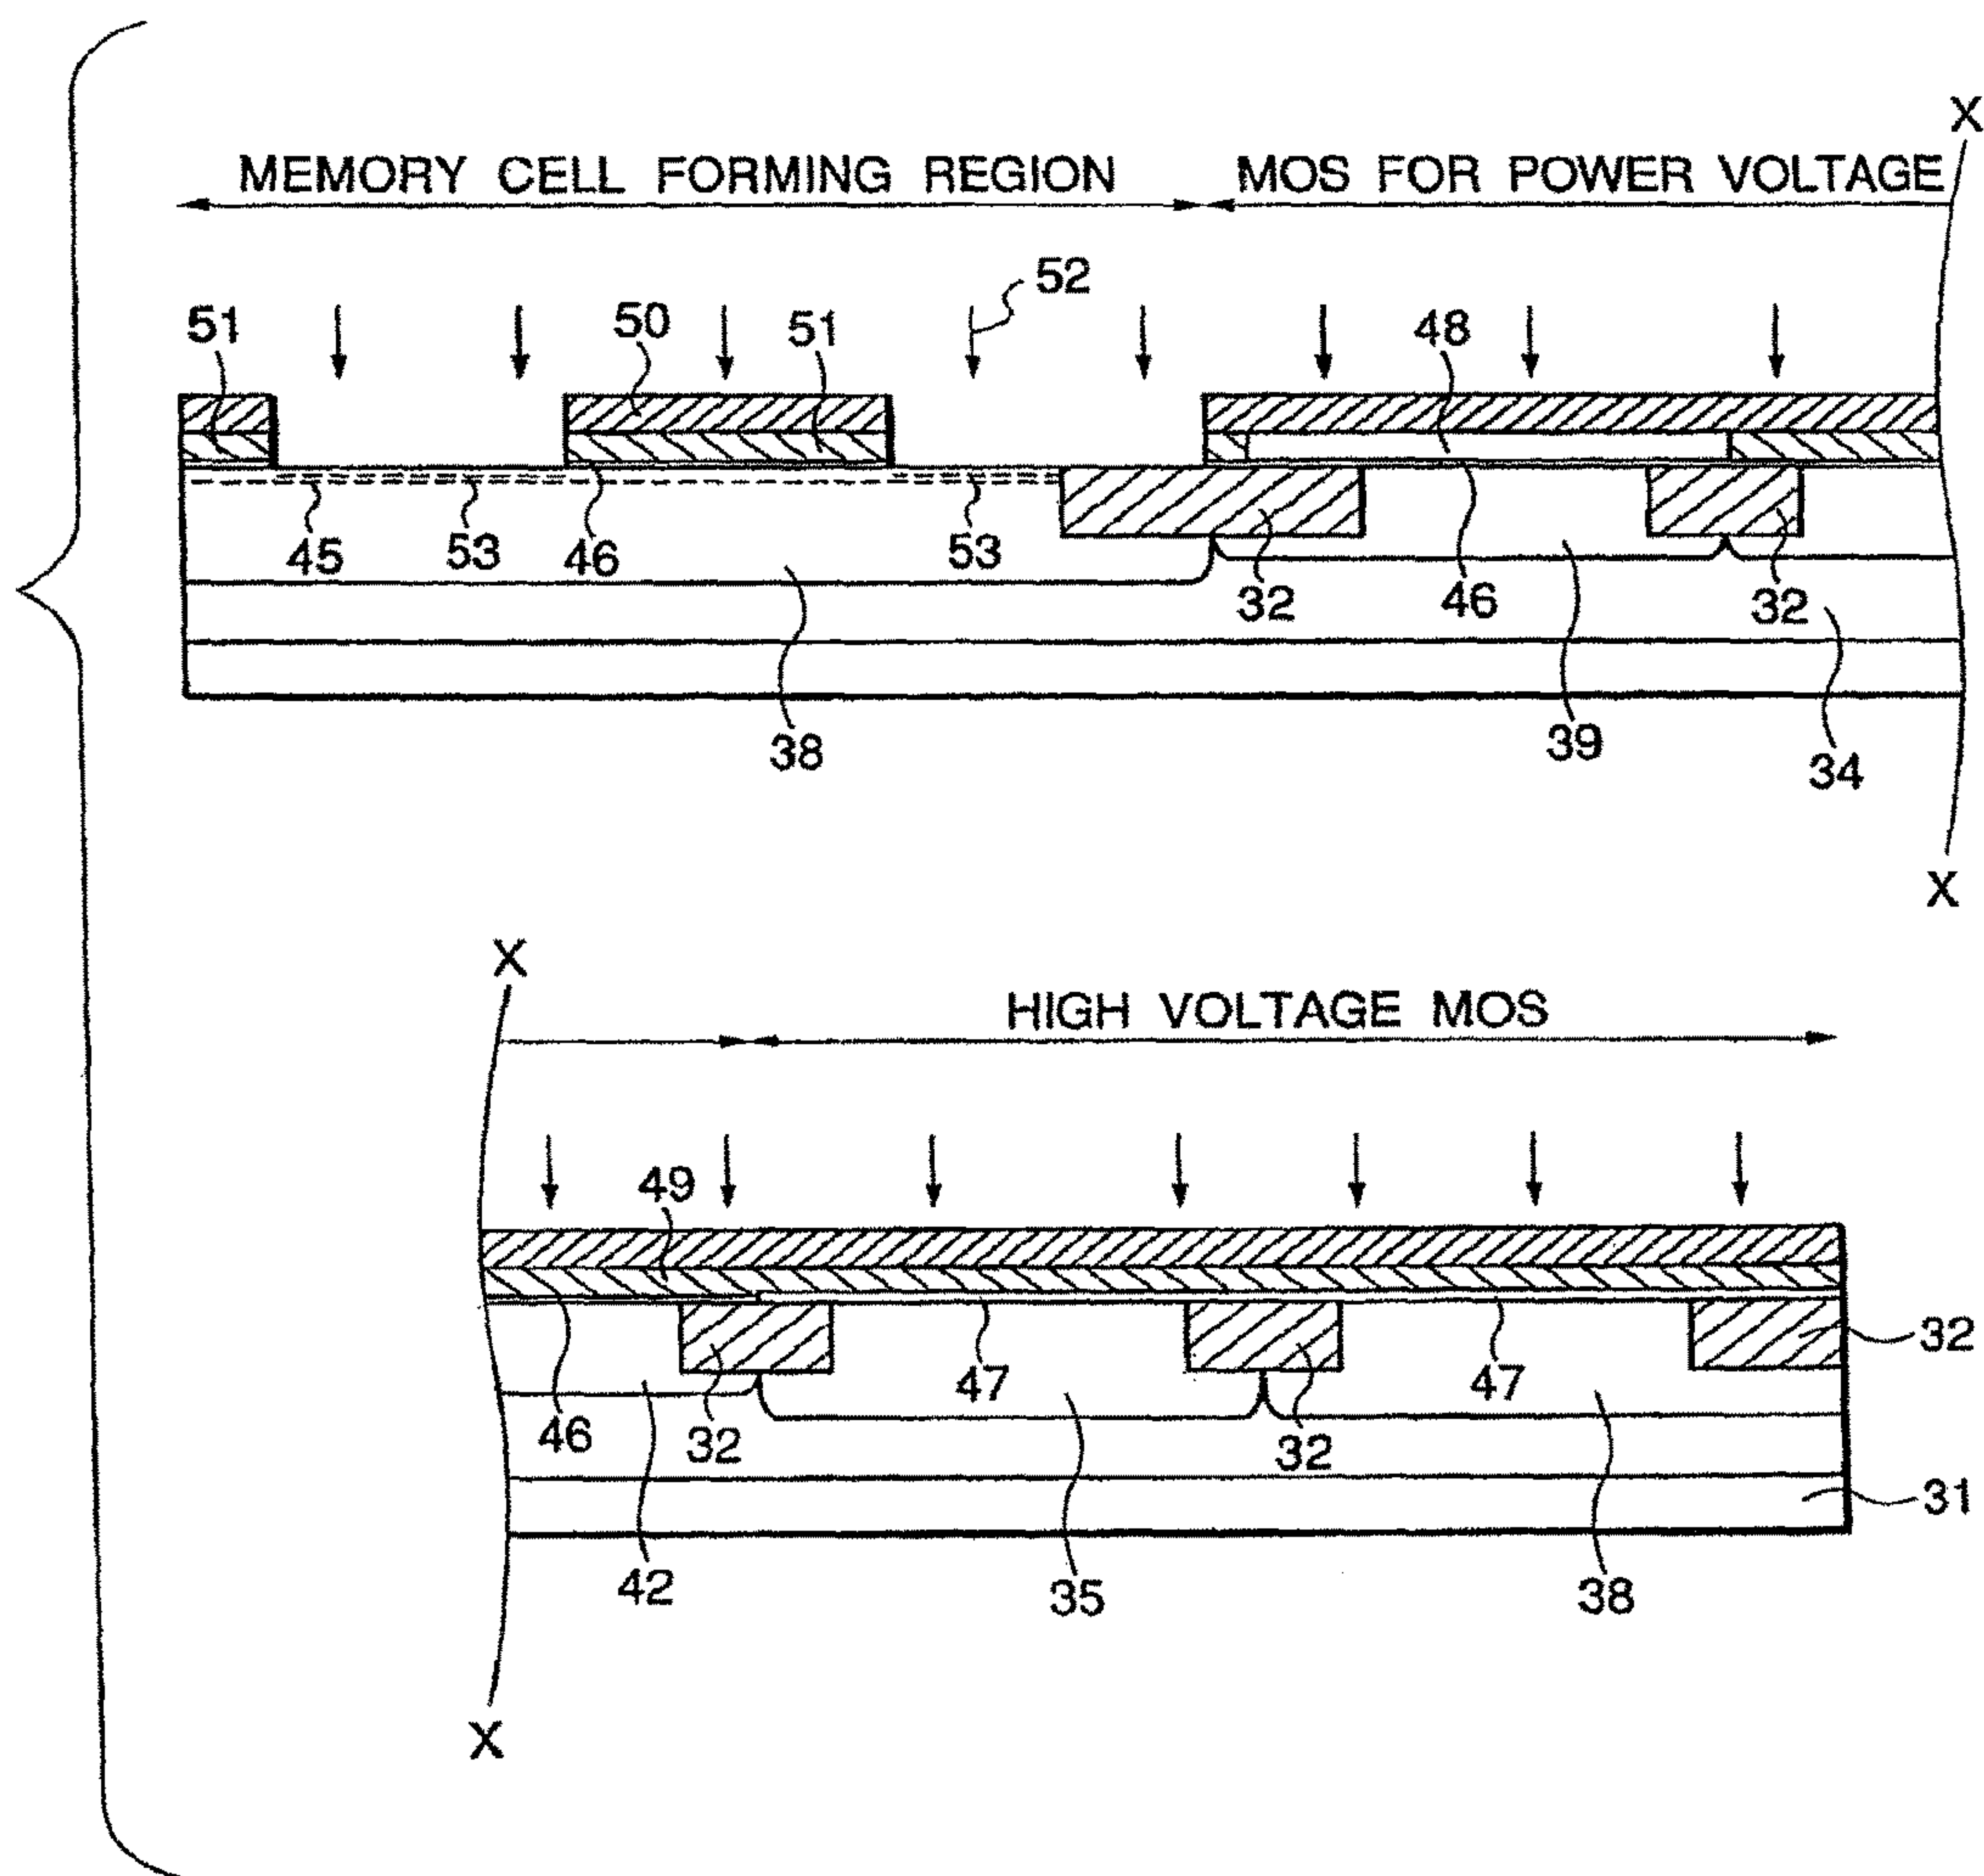 X
MEMORY CELL FORMING REGION MOS FOR POWER VOLTAGE
52
51 50 51 48
45 53 46 53 32 46 32
38 39 34
X
X
HIGH VOLTAGE MOS
49
32
46 32 47 32 47
31
42 35 38
X